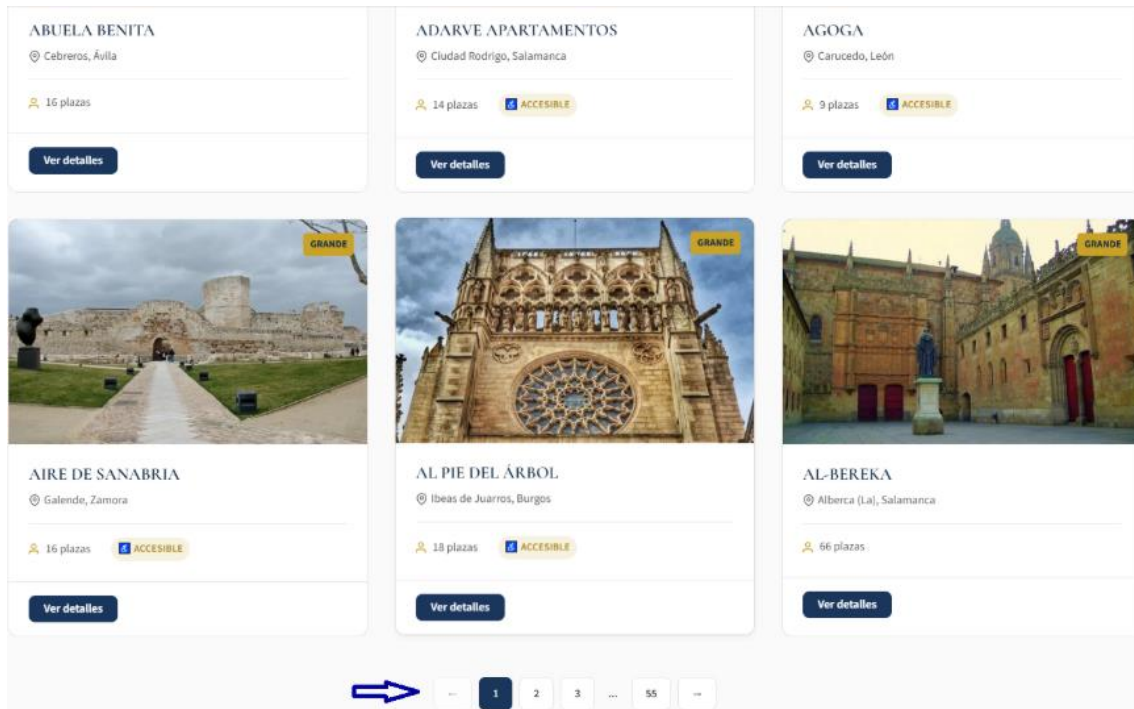 ABUELA BENITA
Cebreros, Ávila
16 plazas
Ver detalles
ADARVE APARTAMENTOS
Ciudad Rodrigo, Salamanca
14 plazas ACCESIBLE
Ver detalles
AGOGA
Carucedo, León
9 plazas ACCESIBLE
Ver detalles
GRANDE
AIRE DE SANABRIA
Galende, Zamora
16 plazas ACCESIBLE
Ver detalles
GRANDE
AL PIE DEL ÁRBOL
Ibeas de Juarros, Burgos
18 plazas ACCESIBLE
Ver detalles
GRANDE
AL-BEREKA
Alberca (La), Salamanca
66 plazas
Ver detalles
← 1 2 3 ... 55 →